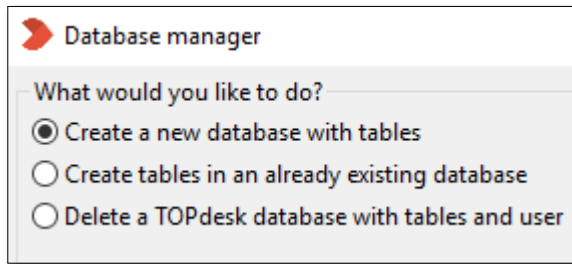 Database manager
What would you like to do?
Create a new database with tables
Create tables in an already existing database
Delete a TOPdesk database with tables and user